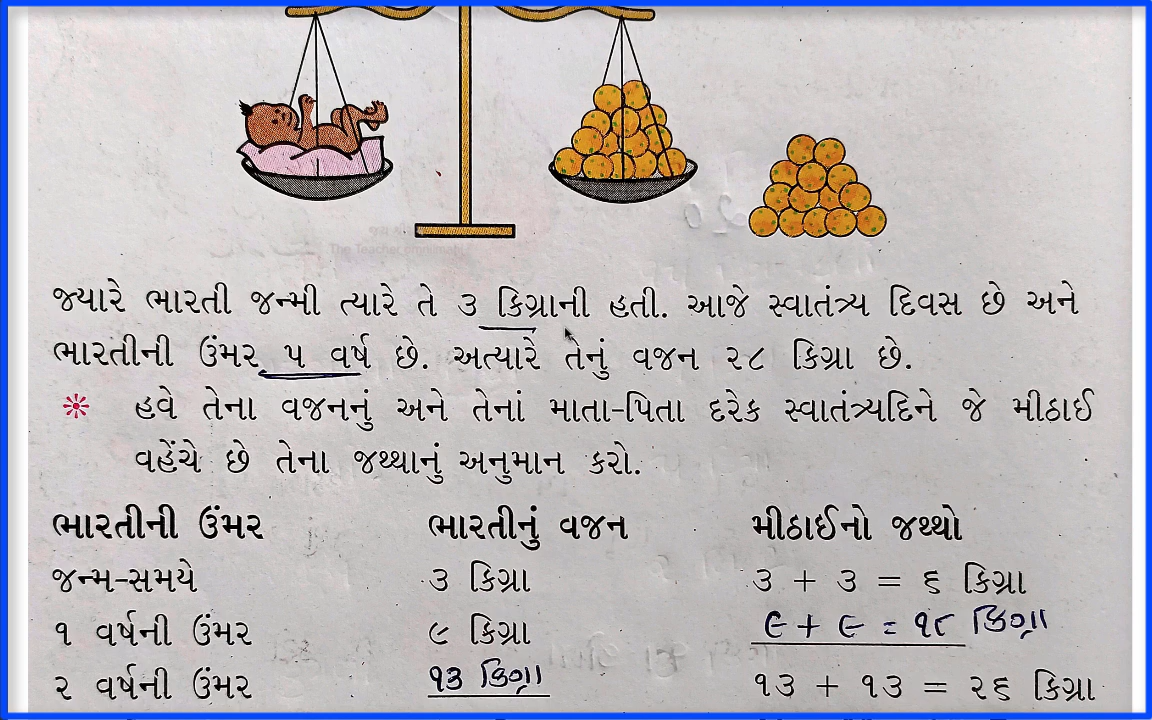 The Teacher
જ્યારે ભારતી જન્મી ત્યારે તે ૩ કિગ્રાની હતી. આજે સ્વાતંત્ર્ય દિવસ છે અને
ભારતીની ઉંમર ૫ વર્ષ છે. અત્યારે તેનું વજન ૨૮ કિગ્રા છે.
હવે તેના વજનનું અને તેનાં માતા-પિતા દરેક સ્વાતંત્ર્યદિને જે મીઠાઈ
વહેંચે છે તેના જથ્થાનું અનુમાન કરો.
ભારતીની ઉંમર ભારતીનું વજન મીઠાઈનો જથ્થો
જન્મ-સમયે ૩ કિગ્રા ૩ + ૩ = ૬ કિગ્રા
૧ વર્ષની ઉંમર ૯ કિગ્રા ૯ + ૯ = ૧૮ કિગ્રા
૨ વર્ષની ઉંમર ૧૩ કિગ્રા ૧૩ + ૧૩ = ૨૬ કિગ્રા